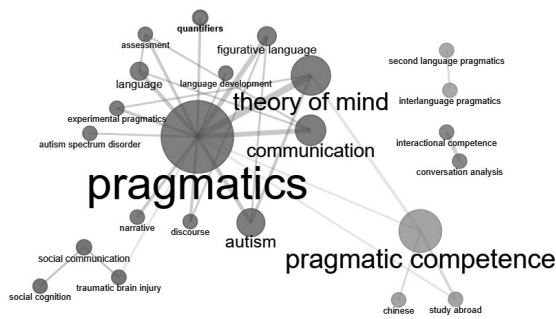 quantifiers
assessment
figurative language
second language pragmatics
language
language development
theory of mind
interlanguage pragmatics
experimental pragmatics
autism spectrum disorder
communication
interactional competence
conversation analysis
pragmatics
narrative
discourse
autism
social communication
pragmatic competence
traumatic brain injury
social cognition
chinese
study abroad